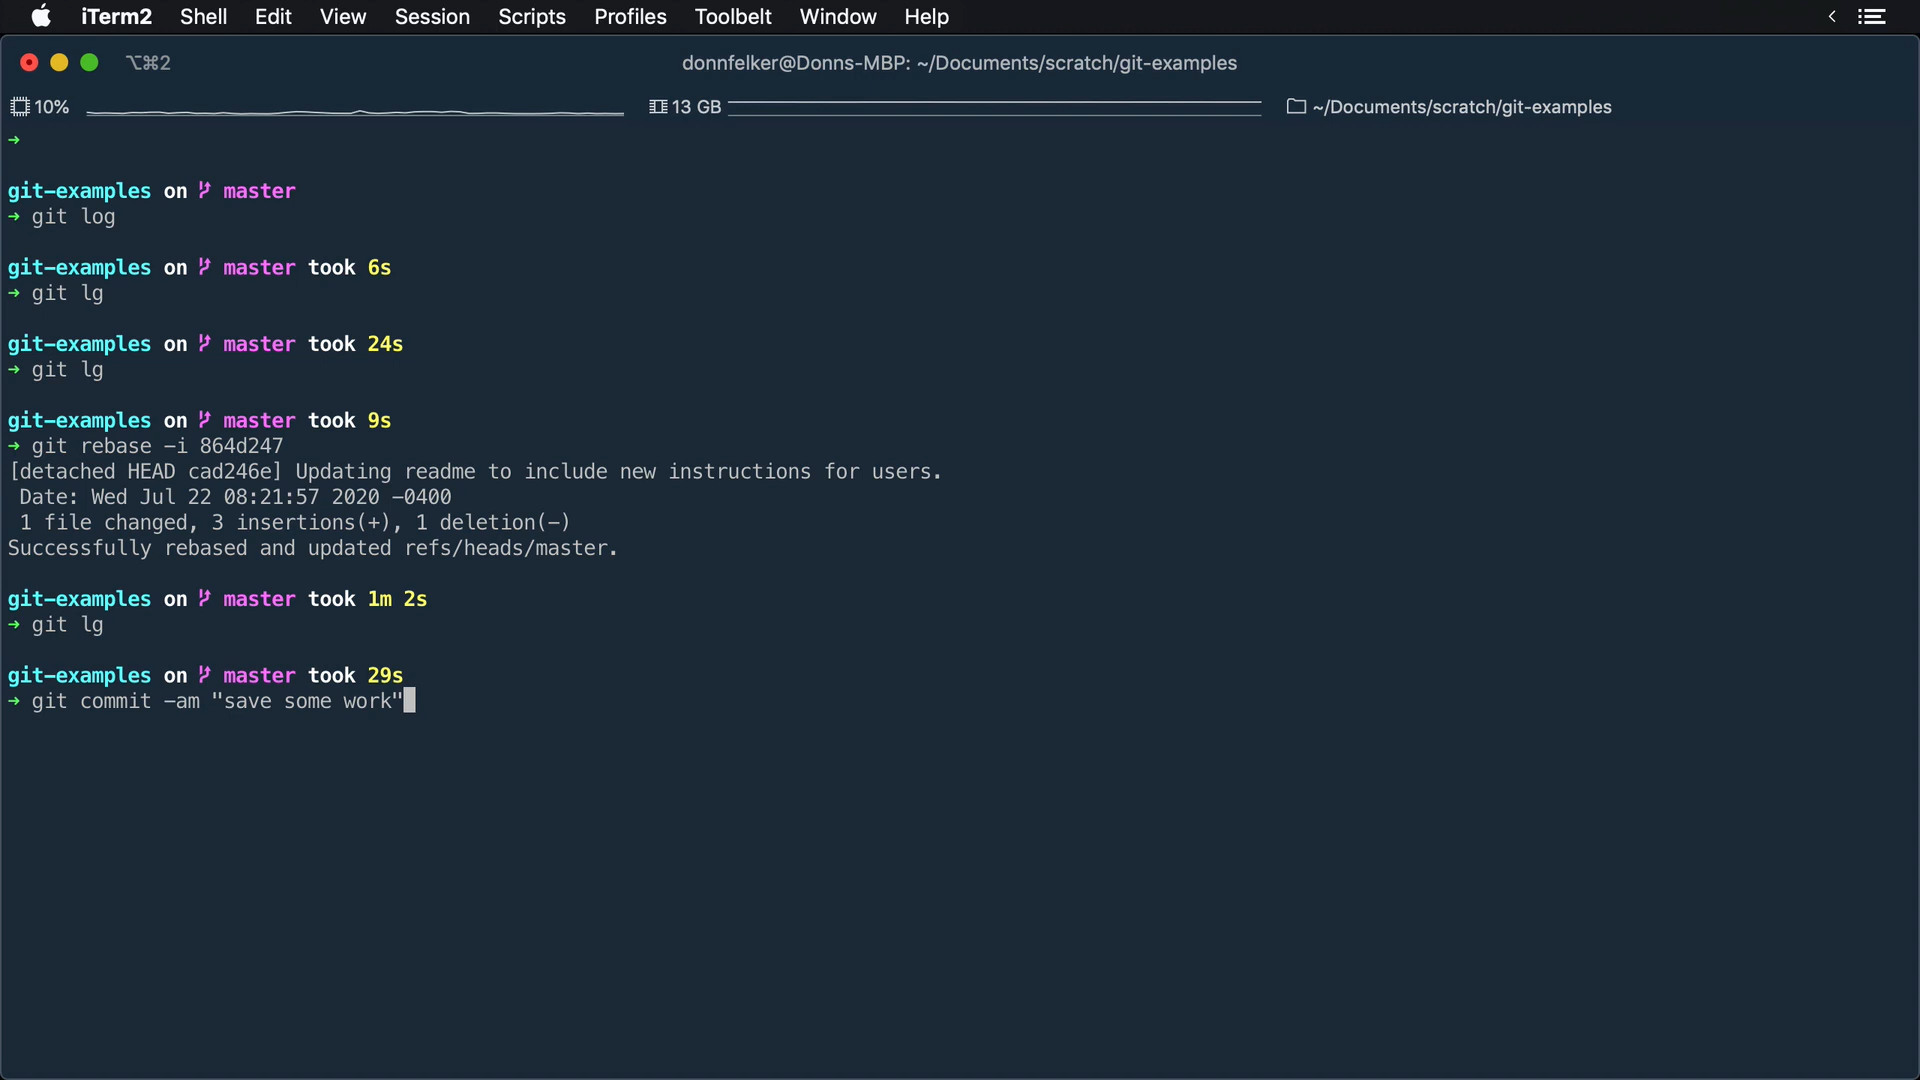 iTerm2 Shell Edit View Session Scripts Profiles Toolbelt Window Help
⌥⌘2 donnfelker@Donns-MBP: ~/Documents/scratch/git-examples
10% 13 GB ~/Documents/scratch/git-examples
➜
git-examples on master
➜ git log
git-examples on master took 6s
➜ git lg
git-examples on master took 24s
➜ git lg
git-examples on master took 9s
➜ git rebase -i 864d247
[detached HEAD cad246e] Updating readme to include new instructions for users.
Date: Wed Jul 22 08:21:57 2020 -0400
1 file changed, 3 insertions(+), 1 deletion(-)
Successfully rebased and updated refs/heads/master.
git-examples on master took 1m 2s
➜ git lg
git-examples on master took 29s
➜ git commit -am "save some work"